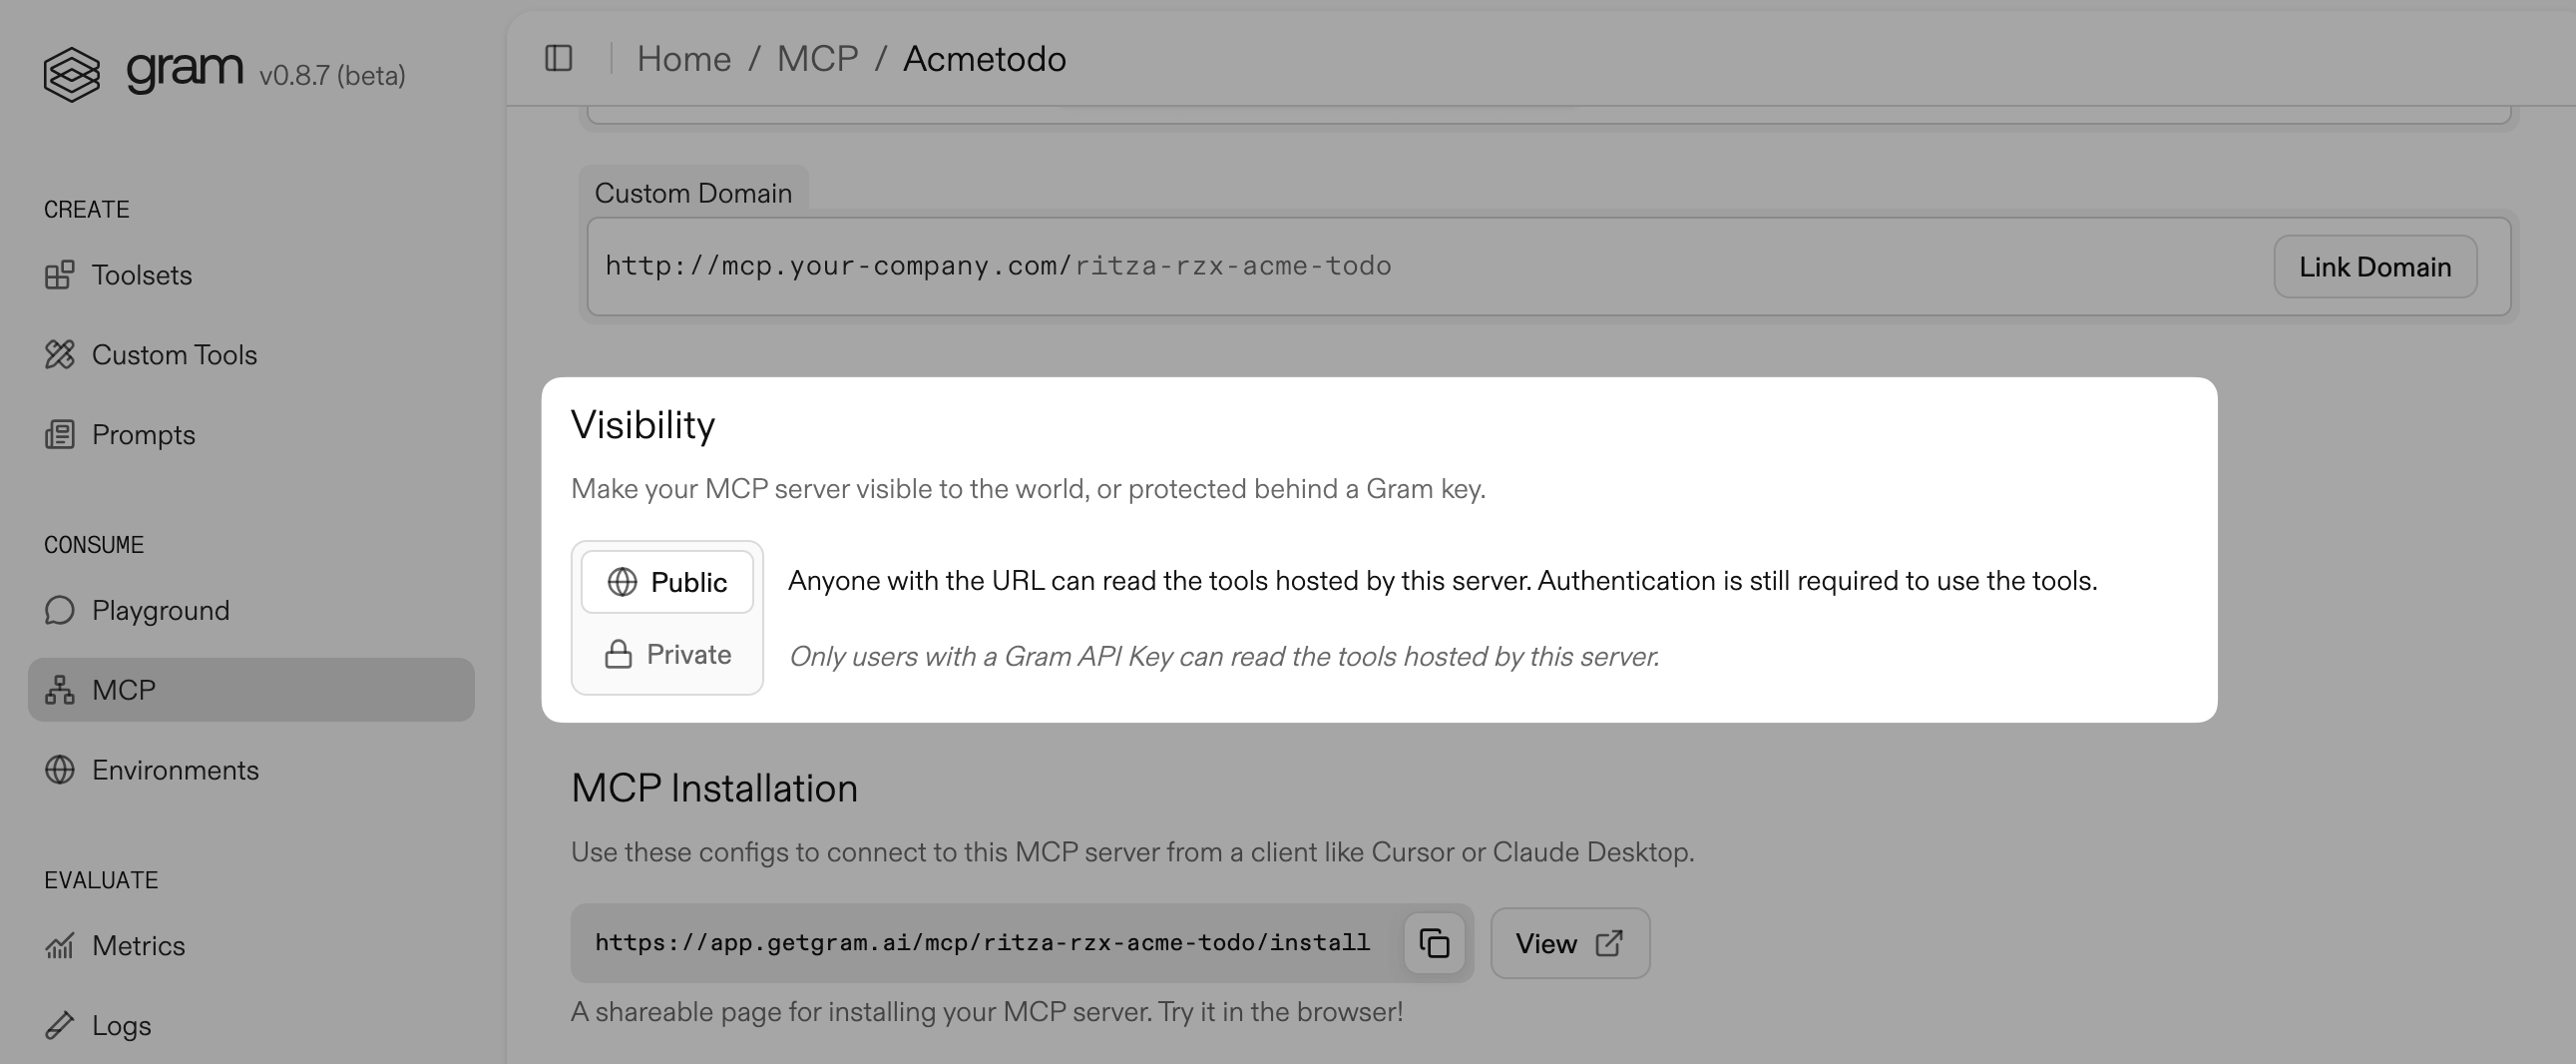 gram v0.8.7 (beta)
CREATE
Toolsets
Custom Tools
Prompts
CONSUME
Playground
MCP
Environments
EVALUATE
Metrics
Logs
Home / MCP / Acmetodo
Custom Domain
http://mcp.your-company.com/ritza-rzx-acme-todo
Link Domain
Visibility
Make your MCP server visible to the world, or protected behind a Gram key.
Public Anyone with the URL can read the tools hosted by this server. Authentication is still required to use the tools.
Private Only users with a Gram API Key can read the tools hosted by this server.
MCP Installation
Use these configs to connect to this MCP server from a client like Cursor or Claude Desktop.
https://app.getgram.ai/mcp/ritza-rzx-acme-todo/install View
A shareable page for installing your MCP server. Try it in the browser!